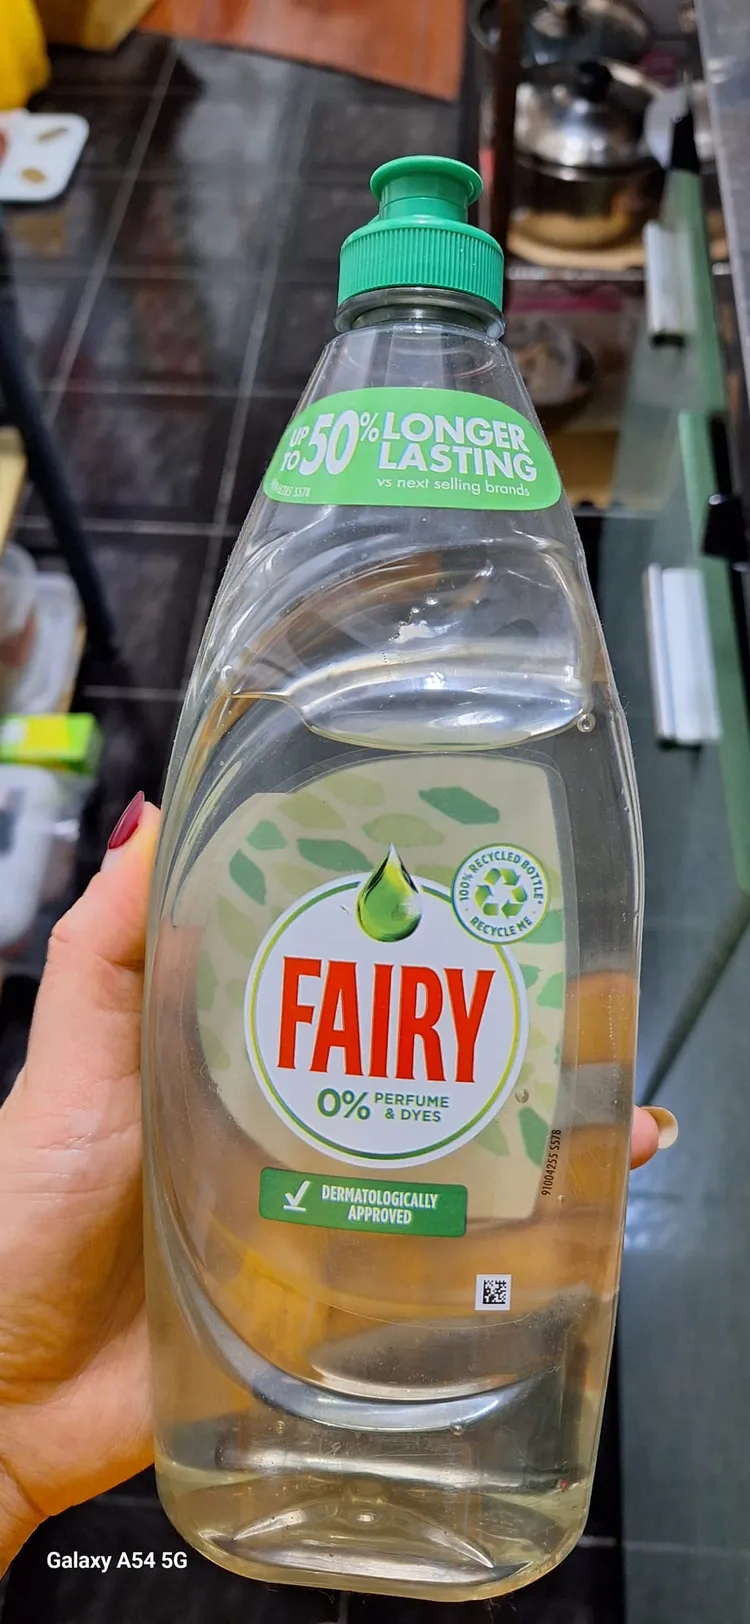 UP TO 50% LONGER
LASTING
vs next selling brands
100% RECYCLED BOTTLE
RECYCLE ME
FAIRY
0% PERFUME
& DYES
DERMATOLOGICALLY
APPROVED
91004255 S578
Galaxy A54 5G